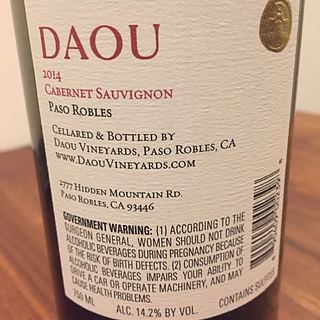 DAOU
2014
CABERNET SAUVIGNON
PASO ROBLES
CELLARED & BOTTLED BY
DAOU VINEYARDS, PASO ROBLES, CA
WWW.DAOUVINEYARDS.COM
2777 HIDDEN MOUNTAIN RD.
PASO ROBLES, CA 93446
GOVERNMENT WARNING: (1) ACCORDING TO THE
SURGEON GENERAL, WOMEN SHOULD NOT DRINK
ALCOHOLIC BEVERAGES DURING PREGNANCY BECAUSE
OF THE RISK OF BIRTH DEFECTS. (2) CONSUMPTION OF
ALCOHOLIC BEVERAGES IMPAIRS YOUR ABILITY TO
DRIVE A CAR OR OPERATE MACHINERY, AND MAY
CAUSE HEALTH PROBLEMS.
CONTAINS SULFITES
750 ML
ALC. 14.2% BY VOL.